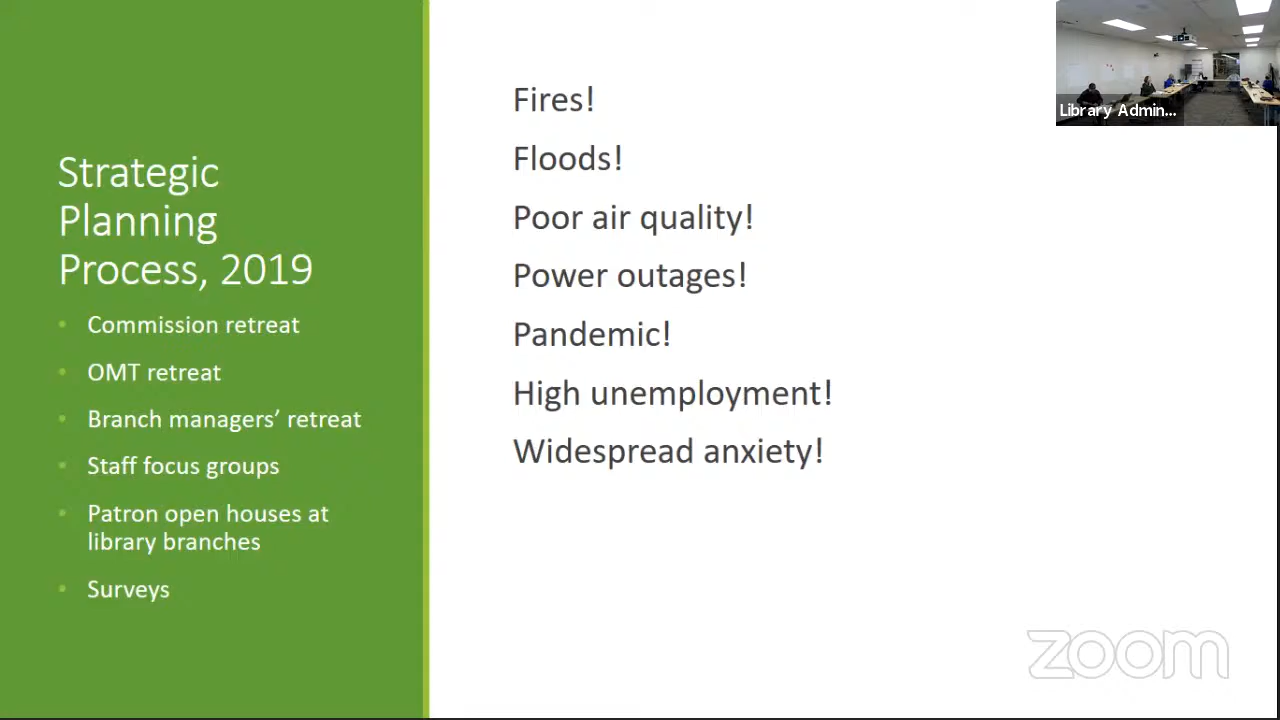 Strategic
Planning
Process, 2019
• Commission retreat
• OMT retreat
• Branch managers’ retreat
• Staff focus groups
• Patron open houses at
library branches
• Surveys
Fires!
Floods!
Poor air quality!
Power outages!
Pandemic!
High unemployment!
Widespread anxiety!
Library Admin...
zoom